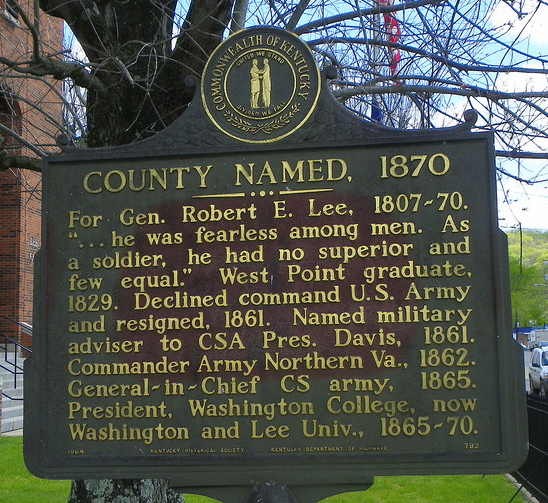 COMMONWEALTH OF KENTUCKY
UNITED WE STAND
DIVIDED WE FALL
COUNTY NAMED, 1870
For Gen. Robert E. Lee, 1807-70.
"...he was fearless among men. As
a soldier, he had no superior and
few equal." West Point graduate,
1829. Declined command U.S. Army
and resigned, 1861. Named military
adviser to CSA Pres. Davis, 1861.
Commander Army Northern Va., 1862.
General-in-Chief CS army, 1865.
President, Washington College, now
Washington and Lee Univ., 1865-70.
1964 KENTUCKY HISTORICAL SOCIETY KENTUCKY DEPARTMENT OF HIGHWAYS 792